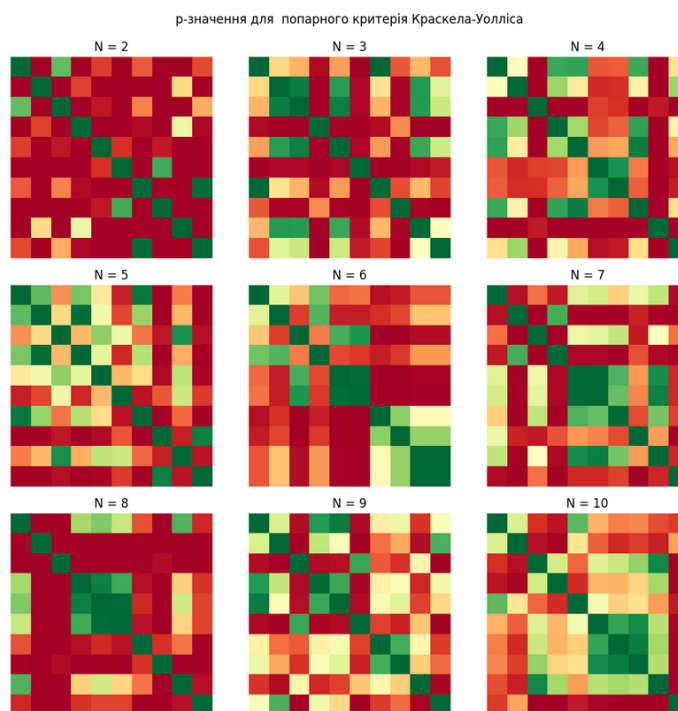 р-значення для попарного критерія Краскела-Уолліса
N = 2
N = 3
N = 4
N = 5
N = 6
N = 7
N = 8
N = 9
N = 10